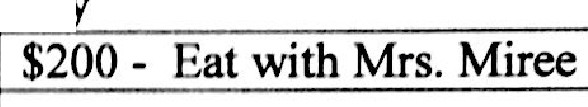 $200 - Eat with Mrs. Miree